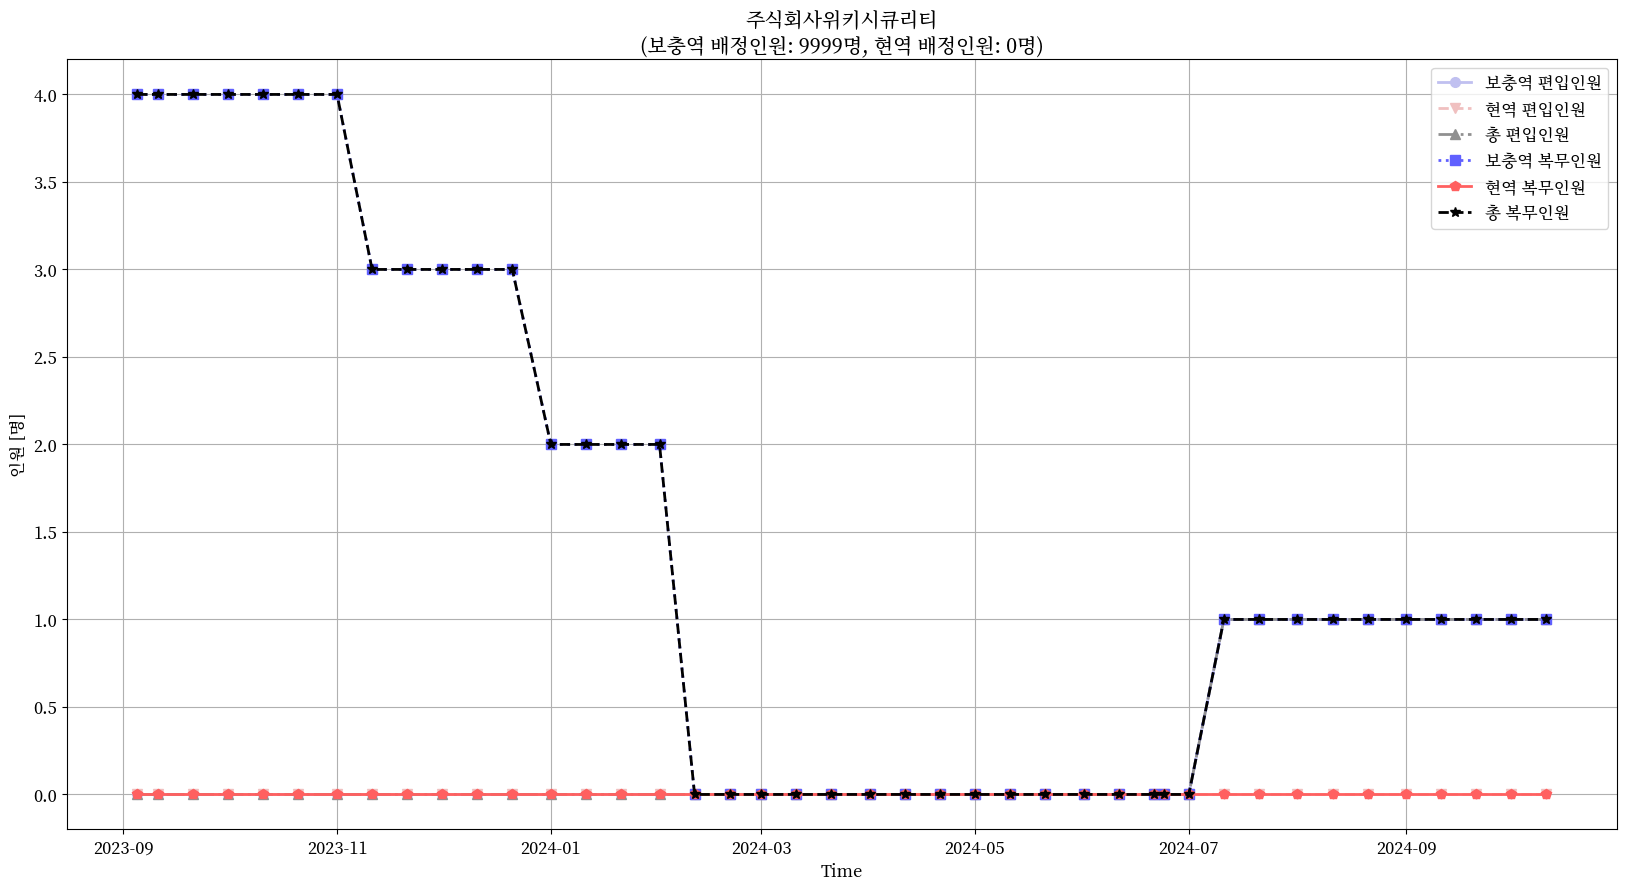 주식회사위키시큐리티
(보충역 배정인원: 9999명, 현역 배정인원: 0명)
보충역 편입인원
현역 편입인원
총 편입인원
보충역 복무인원
현역 복무인원
총 복무인원
인원 [명]
4.0
3.5
3.0
2.5
2.0
1.5
1.0
0.5
0.0
2023-09 2023-11 2024-01 2024-03 2024-05 2024-07 2024-09
Time